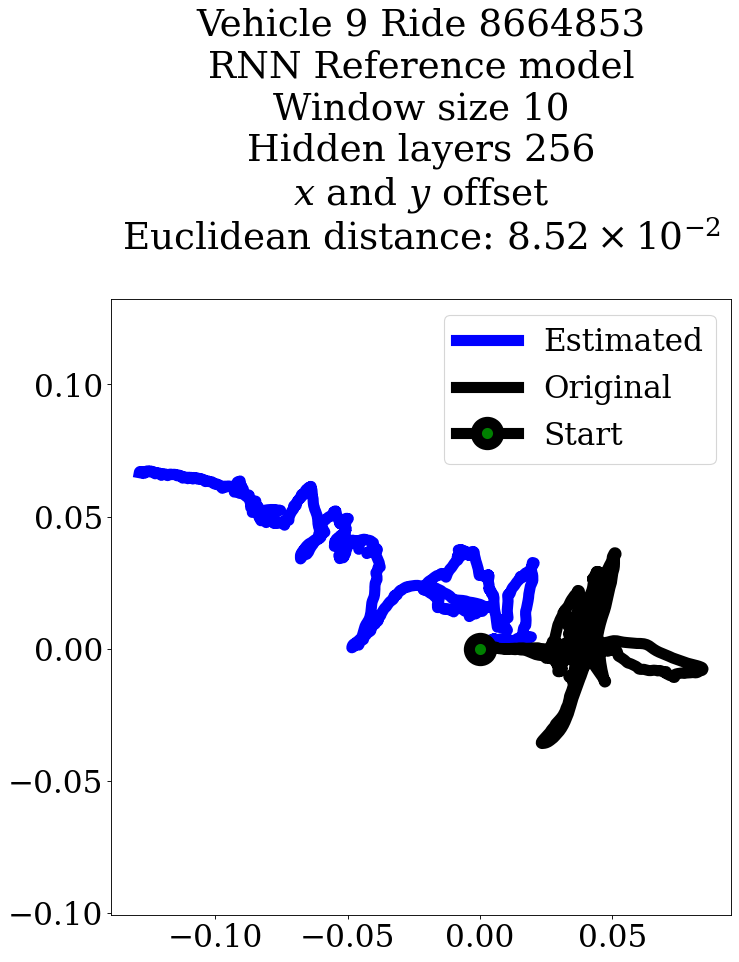 Vehicle 9 Ride 8664853
RNN Reference model
Window size 10
Hidden layers 256
x and y offset
Euclidean distance: 8.52 × 10⁻²
Estimated
Original
Start
0.10
0.05
0.00
−0.05
−0.10
−0.10 −0.05 0.00 0.05